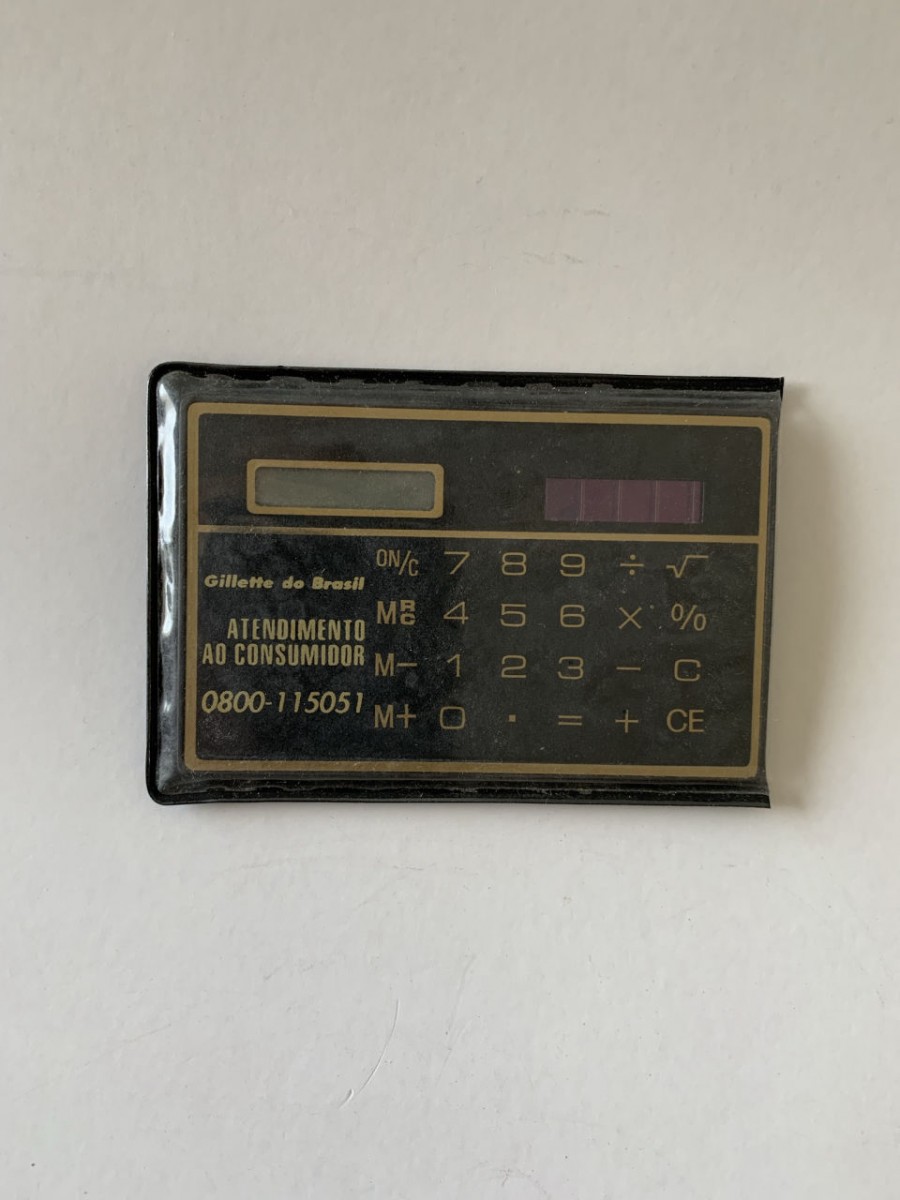 Gillette do Brasil
ATENDIMENTO
AO CONSUMIDOR
0800-115051
ON/C 7 8 9 ÷ √
MRC 4 5 6 × %
M− 1 2 3 − C
M+ 0 . = + CE